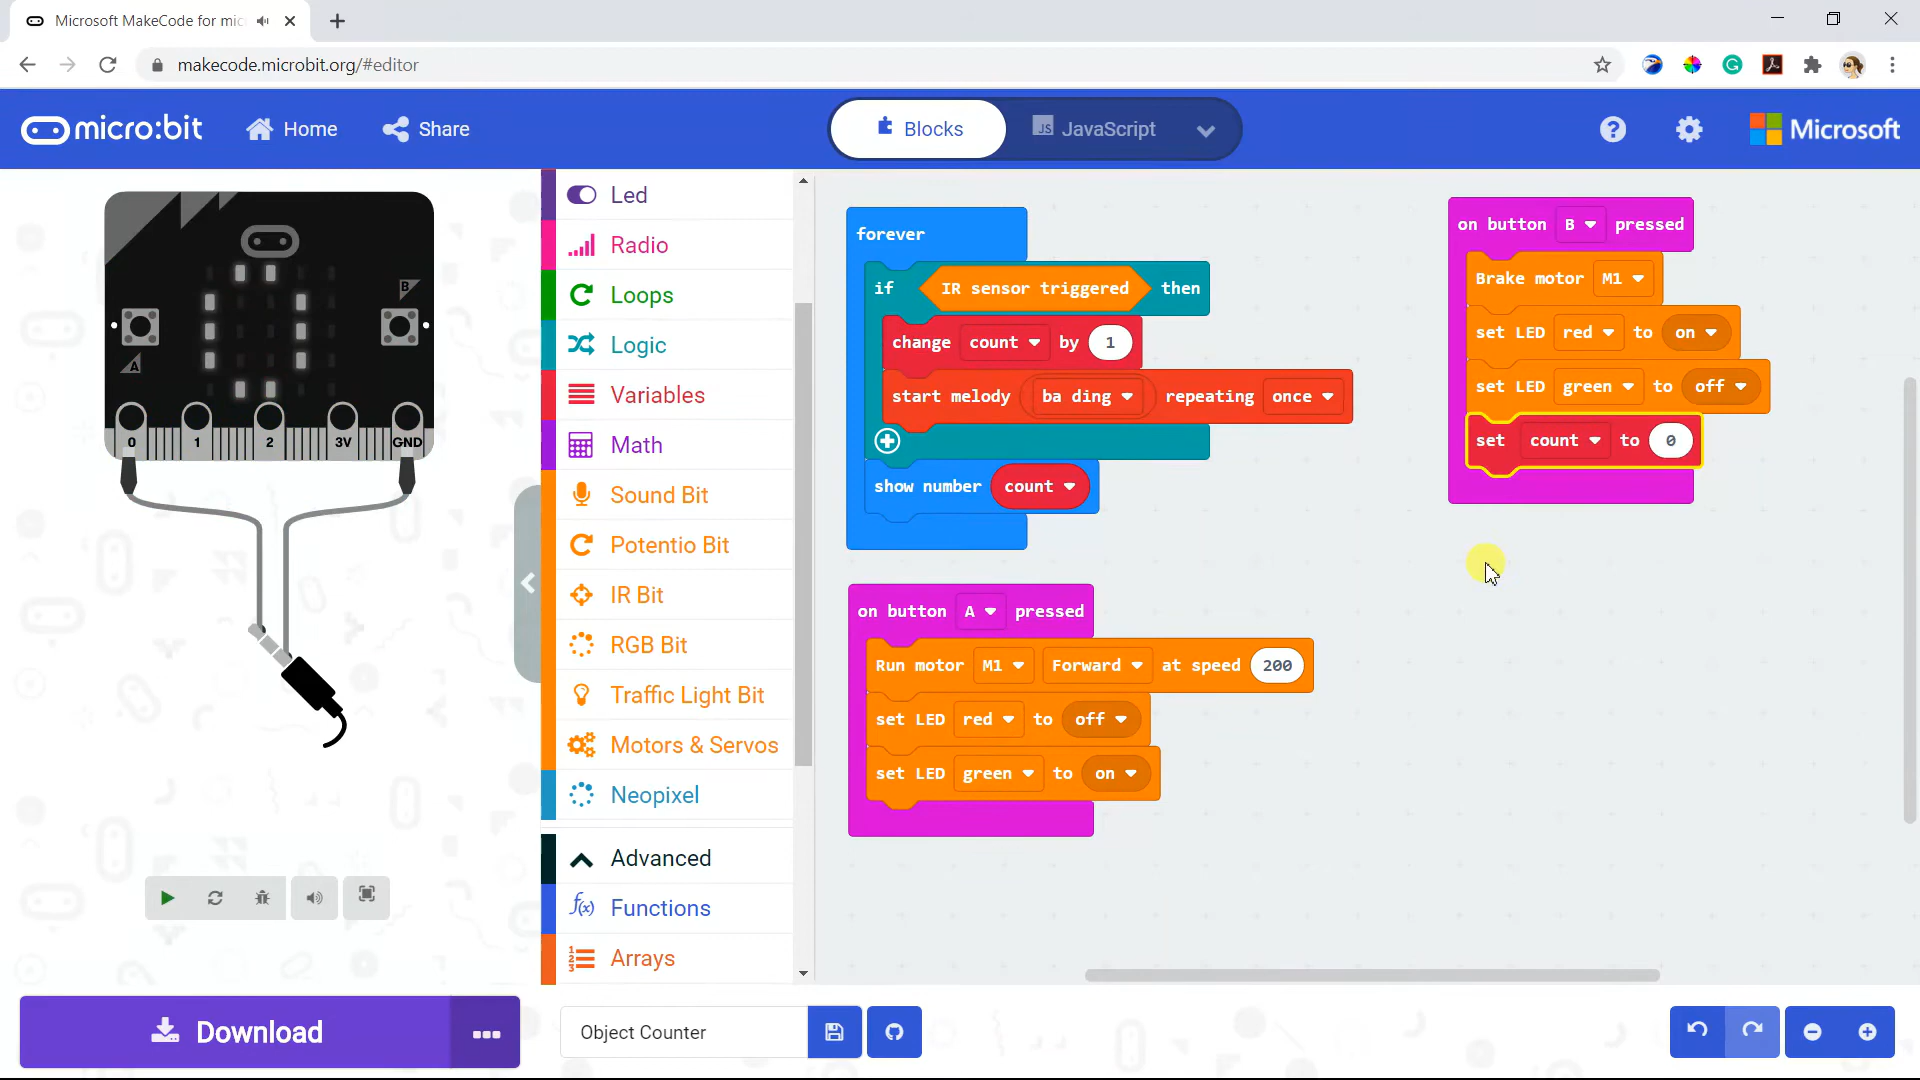 Microsoft MakeCode for mic
makecode.microbit.org/#editor
micro:bit
Home
Share
Blocks
JS JavaScript
? Microsoft
A
B
0 1 2 3V GND
Led
Radio
Loops
Logic
Variables
Math
Sound Bit
Potentio Bit
IR Bit
RGB Bit
Traffic Light Bit
Motors & Servos
Neopixel
Advanced
f(x) Functions
Arrays
forever
if IR sensor triggered then
change count by 1
start melody ba ding repeating once
show number count
on button A pressed
Run motor M1 Forward at speed 200
set LED red to off
set LED green to on
on button B pressed
Brake motor M1
set LED red to on
set LED green to off
set count to 0
Download
Object Counter